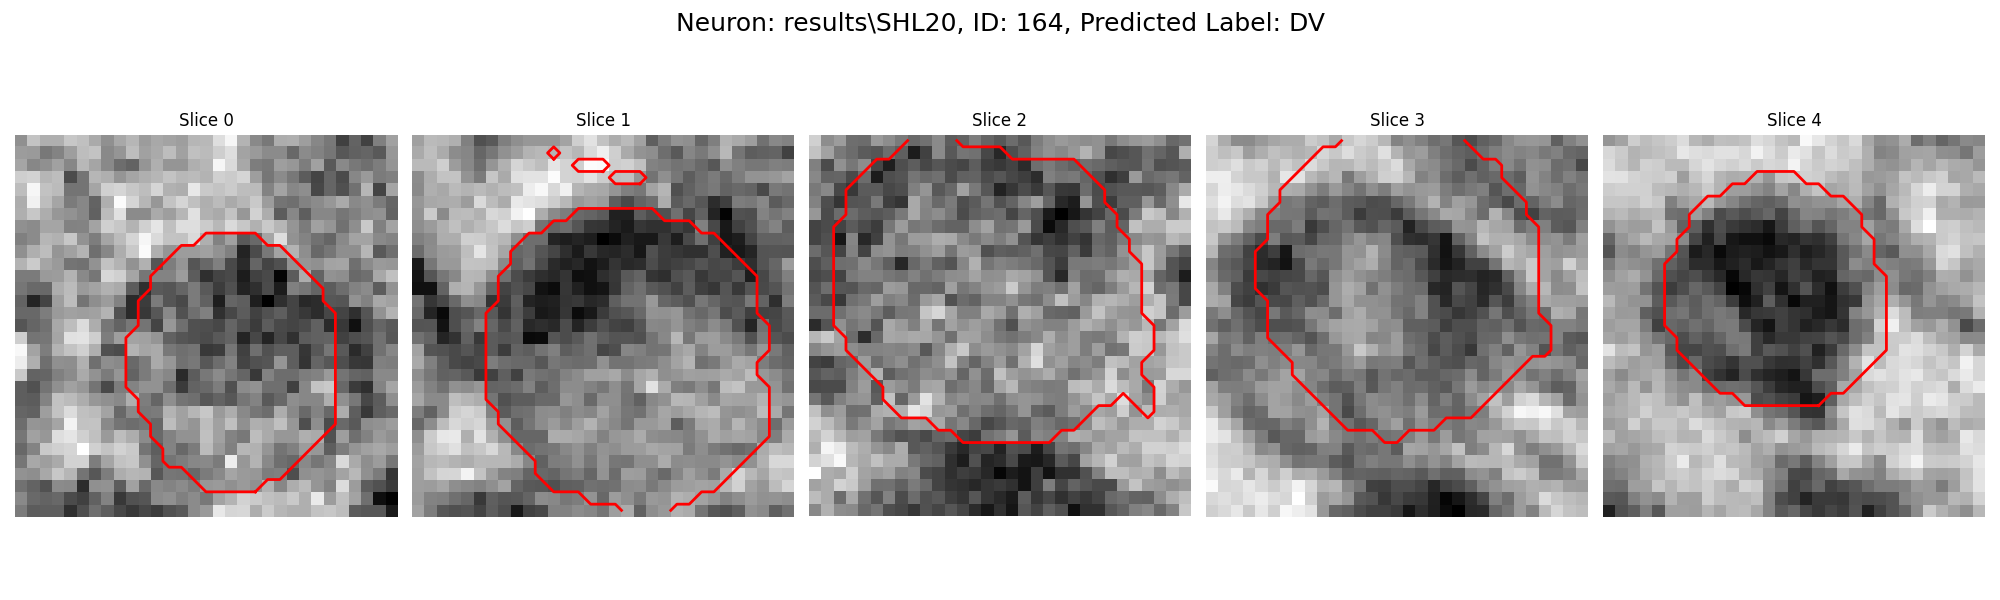 Neuron: results\SHL20, ID: 164, Predicted Label: DV
Slice 0
Slice 1
Slice 2
Slice 3
Slice 4